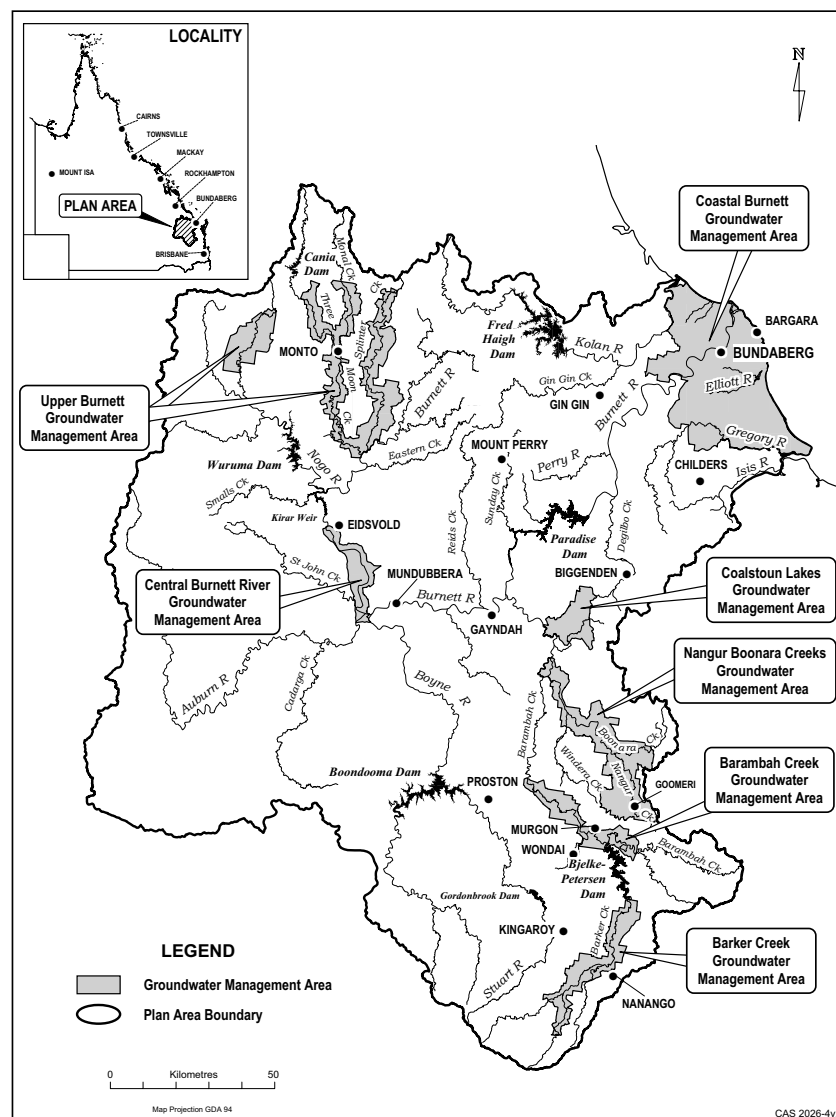 LOCALITY
CAIRNS
TOWNSVILLE
MACKAY
MOUNT ISA
ROCKHAMPTON
PLAN AREA
BUNDABERG
BRISBANE
N
Coastal Burnett
Groundwater
Management Area
Cania
Dam
Monal Ck
Three
Moon
Ck
Splinter
Ck
MONTO
Fred
Haigh
Dam
Kolan R
BARGARA
BUNDABERG
Elliott R
Gin Gin Ck
GIN GIN
Burnett R
Burnett R
Upper Burnett
Groundwater
Management Area
Eastern Ck
MOUNT PERRY
Perry R
Gregory R
Isis R
CHILDERS
Wuruma Dam
Nogo R
Smalls Ck
Kirar Weir
EIDSVOLD
Reids Ck
Sunday Ck
Paradise
Dam
Degilbo Ck
St John Ck
BIGGENDEN
Central Burnett River
Groundwater
Management Area
MUNDUBBERA
Burnett R
GAYNDAH
Coalstoun Lakes
Groundwater
Management Area
Auburn R
Cadarga Ck
Boyne
R
Barambah Ck
Nangur Boonara Creeks
Groundwater
Management Area
Boonara
Ck
Windera Ck
Nangur
Ck
GOOMERI
Boondooma Dam
PROSTON
Barambah Creek
Groundwater
Management Area
MURGON
WONDAI
Barambah Ck
Bjelke-
Petersen
Dam
Gordonbrook Dam
KINGAROY
Barker Ck
Stuart R
Barker Creek
Groundwater
Management Area
NANANGO
LEGEND
Groundwater Management Area
Plan Area Boundary
0 Kilometres 50
Map Projection GDA 94
CAS 2026-4v